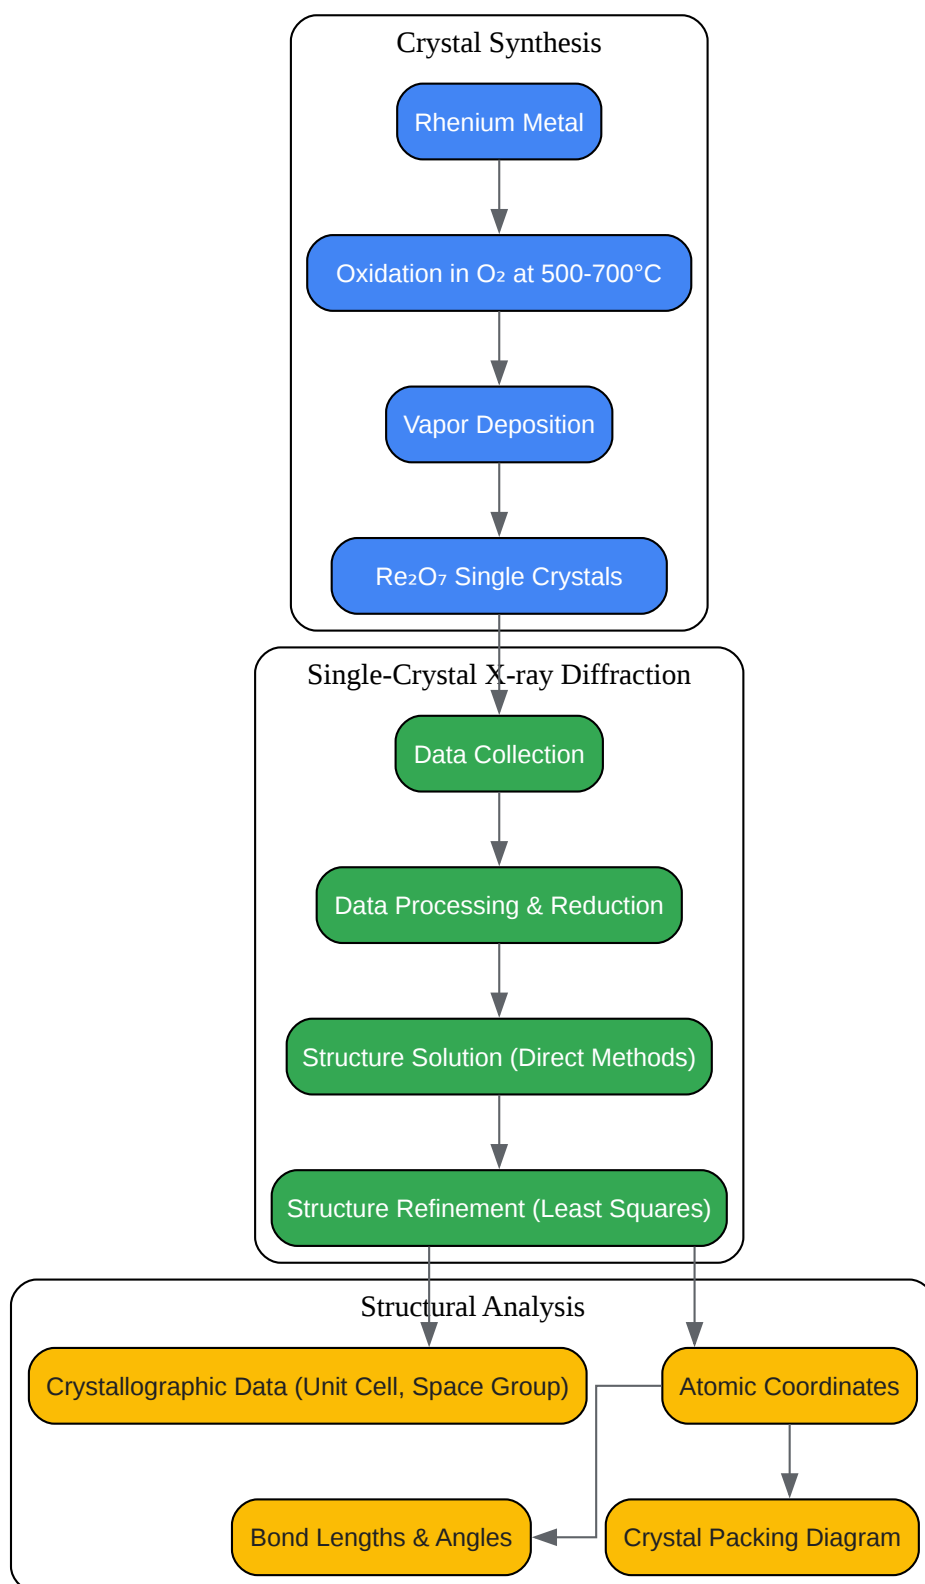 Crystal Synthesis
Rhenium Metal
Oxidation in O₂ at 500-700°C
Vapor Deposition
Re₂O₇ Single Crystals
Single-Crystal X-ray Diffraction
Data Collection
Data Processing & Reduction
Structure Solution (Direct Methods)
Structure Refinement (Least Squares)
Structural Analysis
Crystallographic Data (Unit Cell, Space Group)
Atomic Coordinates
Bond Lengths & Angles
Crystal Packing Diagram